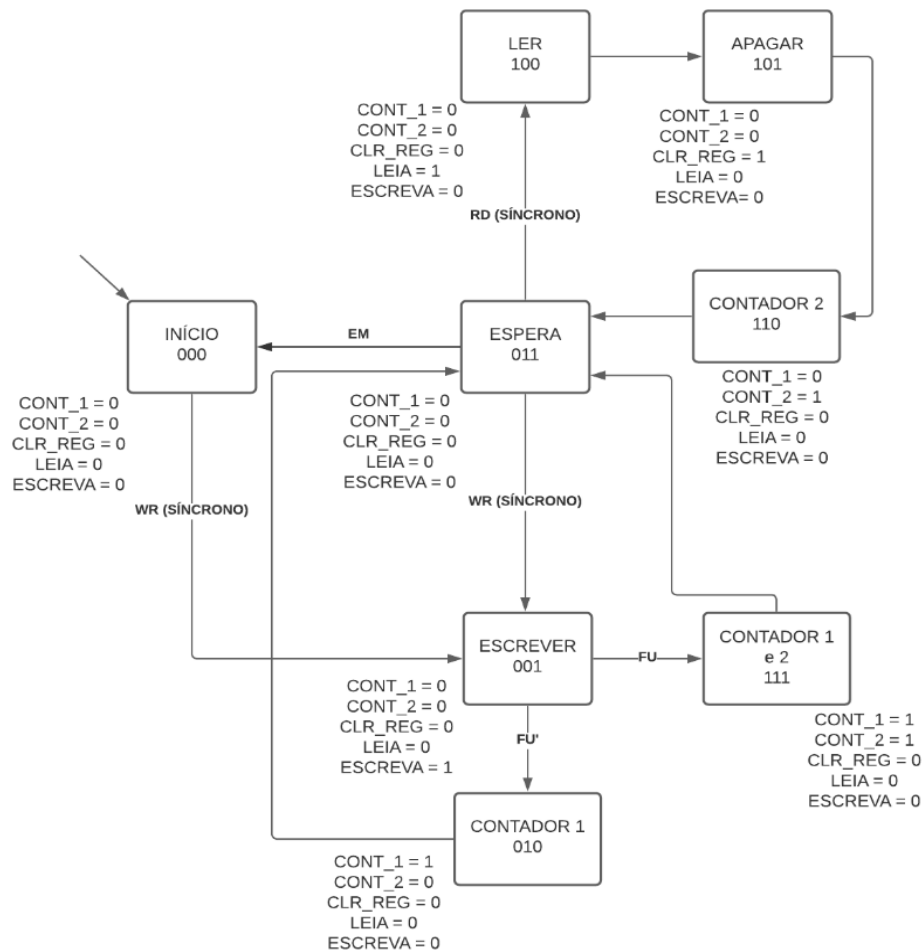 LER
100
CONT_1 = 0
CONT_2 = 0
CLR_REG = 0
LEIA = 1
ESCREVA = 0
APAGAR
101
CONT_1 = 0
CONT_2 = 0
CLR_REG = 1
LEIA = 0
ESCREVA= 0
RD (SÍNCRONO)
INÍCIO
000
CONT_1 = 0
CONT_2 = 0
CLR_REG = 0
LEIA = 0
ESCREVA = 0
EM
ESPERA
011
CONT_1 = 0
CONT_2 = 0
CLR_REG = 0
LEIA = 0
ESCREVA = 0
CONTADOR 2
110
CONT_1 = 0
CONT_2 = 1
CLR_REG = 0
LEIA = 0
ESCREVA = 0
WR (SÍNCRONO)
WR (SÍNCRONO)
ESCREVER
001
CONT_1 = 0
CONT_2 = 0
CLR_REG = 0
LEIA = 0
ESCREVA = 1
FU
CONTADOR 1
e 2
111
CONT_1 = 1
CONT_2 = 1
CLR_REG = 0
LEIA = 0
ESCREVA = 0
FU'
CONTADOR 1
010
CONT_1 = 1
CONT_2 = 0
CLR_REG = 0
LEIA = 0
ESCREVA = 0